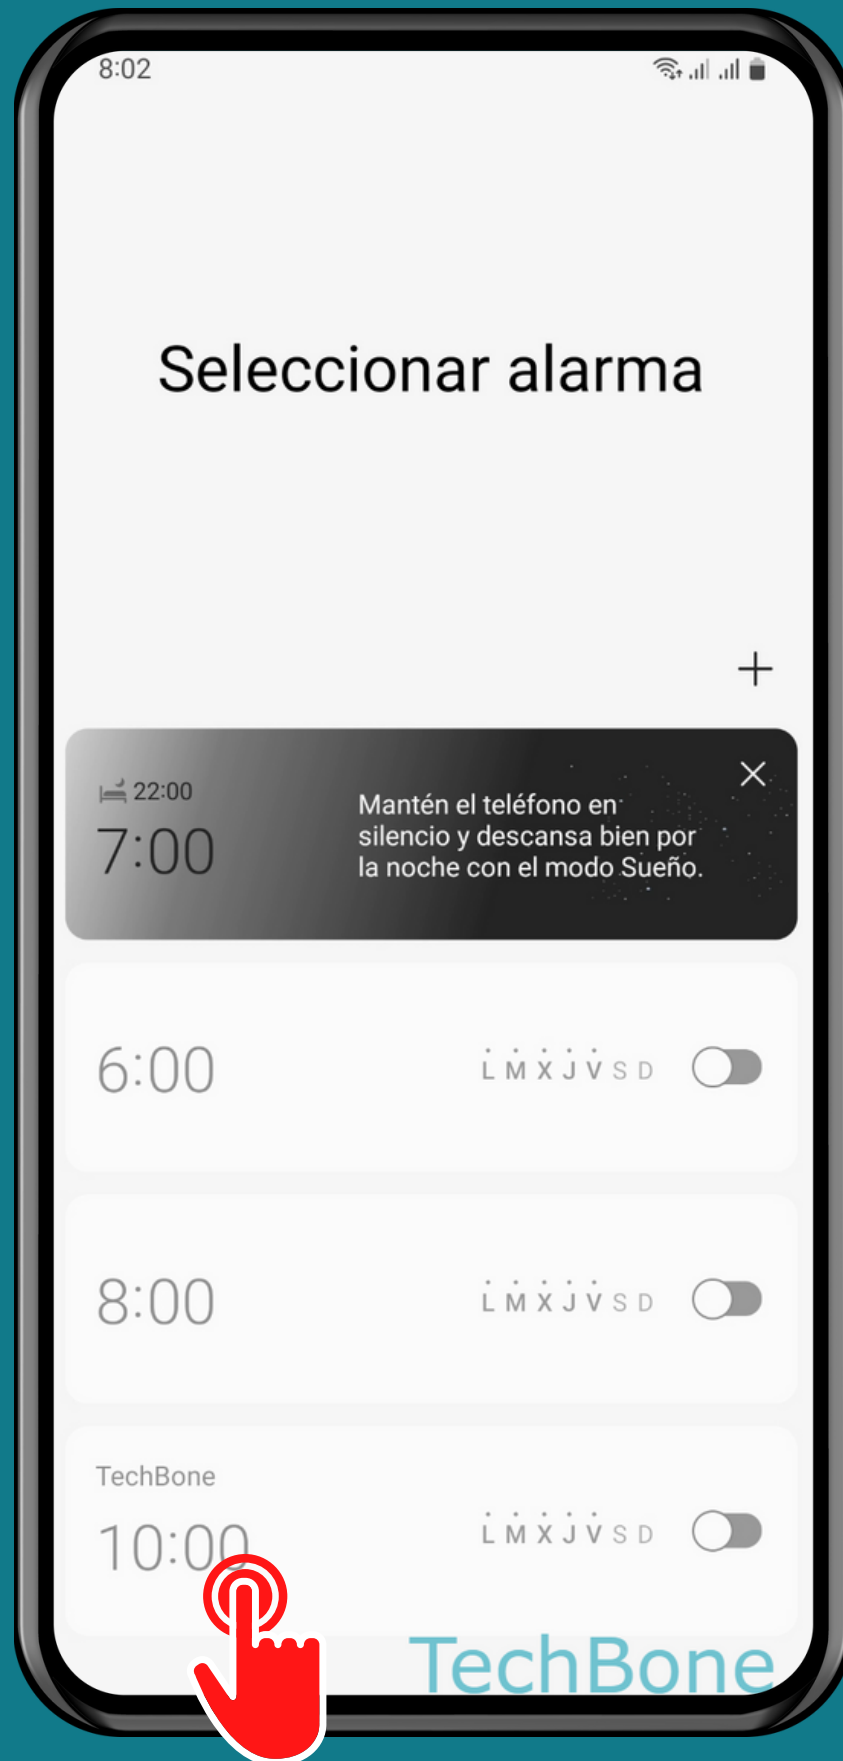 8:02
Seleccionar alarma
+
22:00
7:00
Mantén el teléfono en
silencio y descansa bien por
la noche con el modo Sueño.
6:00
L M X J V S D
8:00
L M X J V S D
TechBone
10:00
L M X J V S D
TechBone